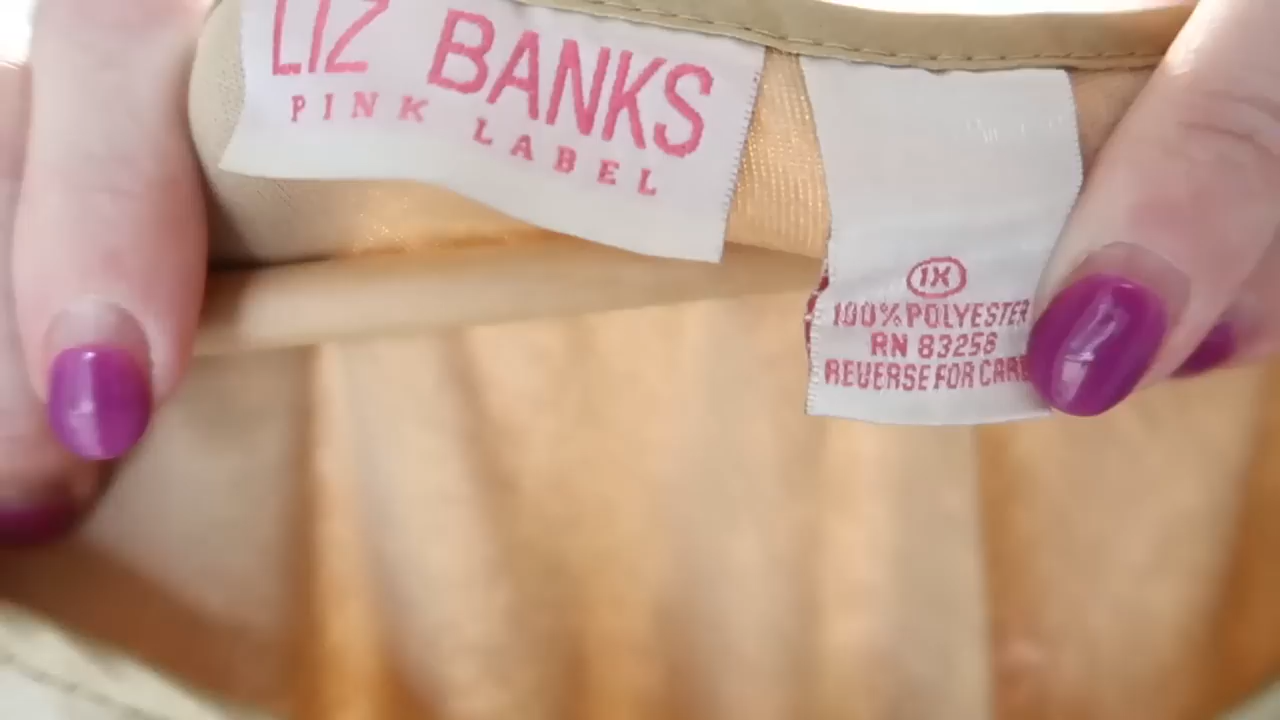 LIZ BANKS
PINK LABEL
1X
100% POLYESTER
RN 83256
REVERSE FOR CARE